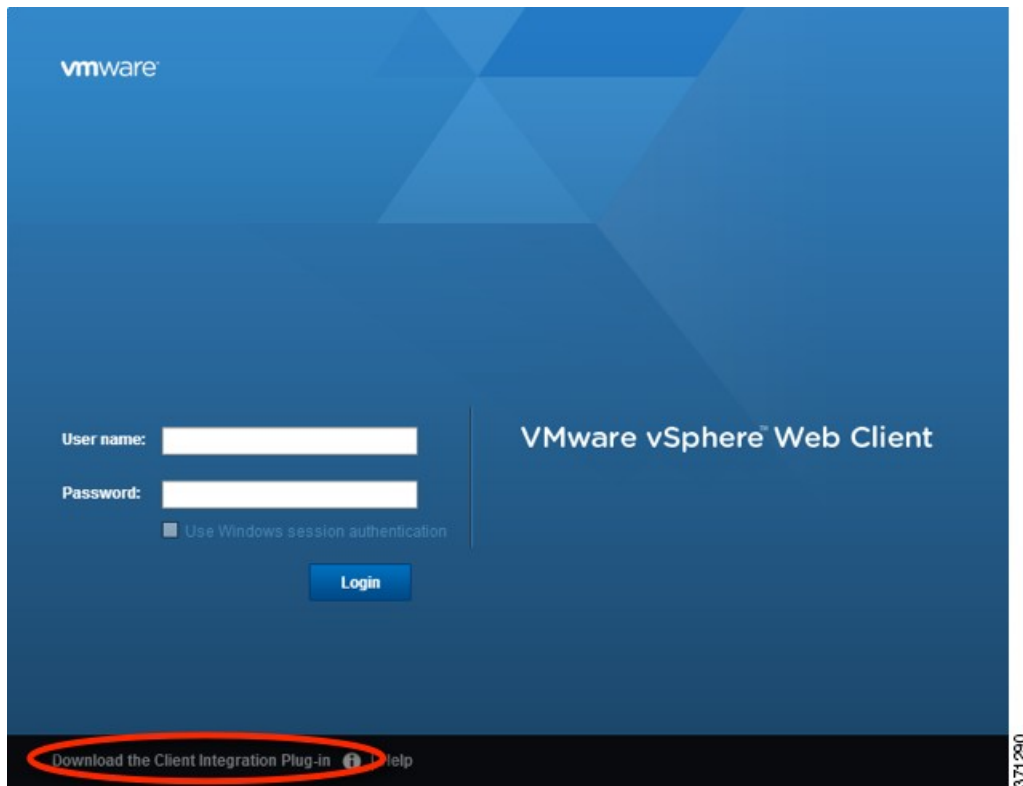 vmware
User name:
VMware vSphere™ Web Client
Password:
Use Windows session authentication
Login
Download the Client Integration Plug-in | Help
371290